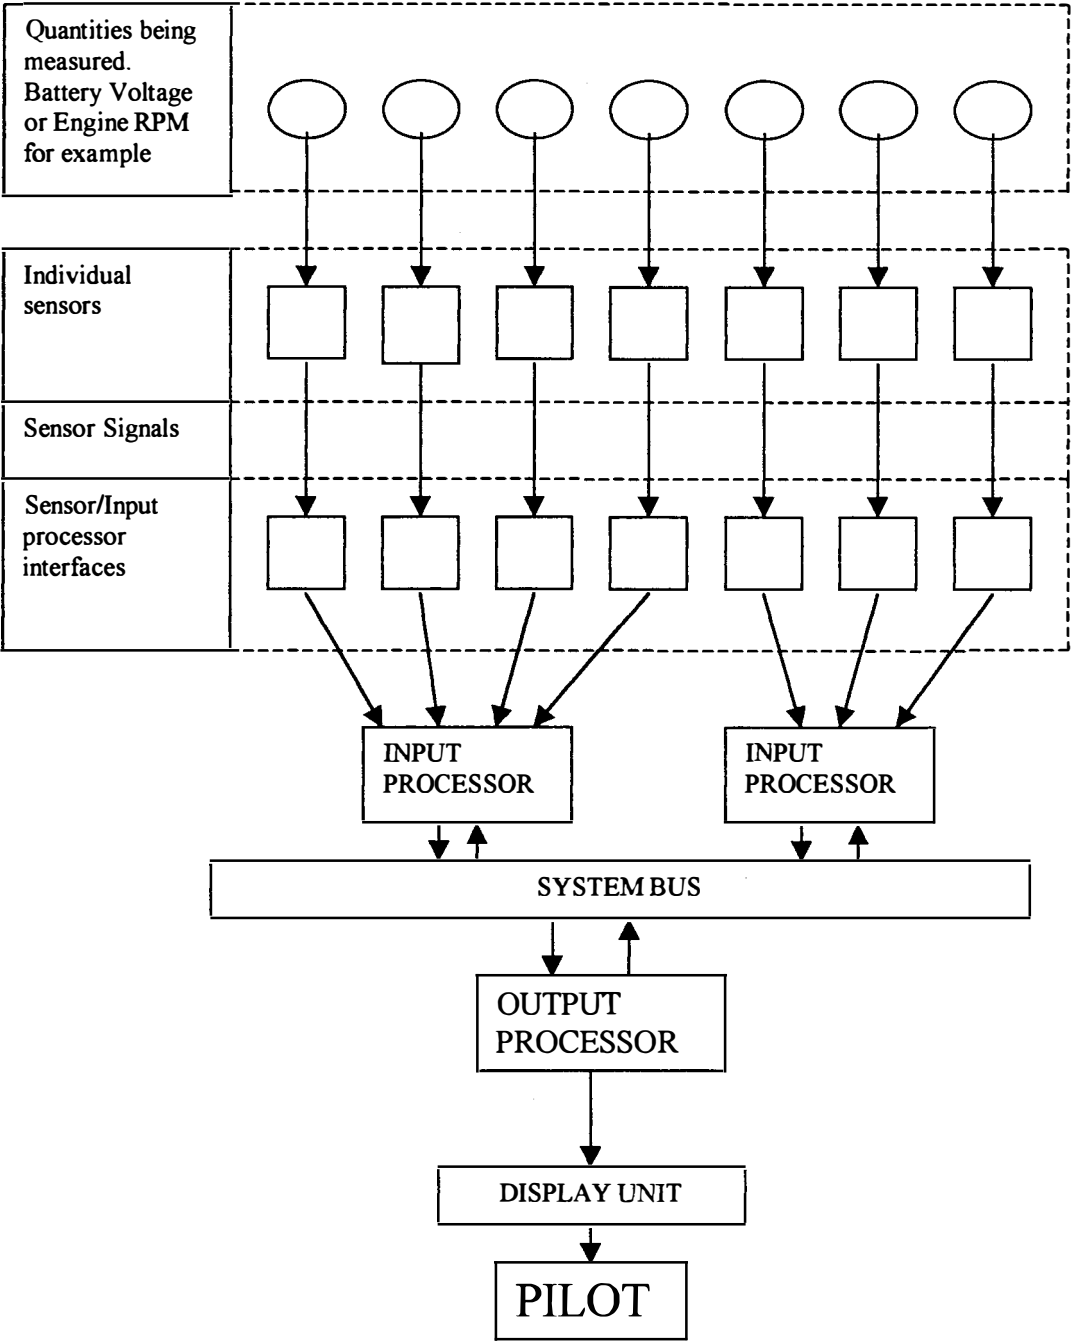 Quantities being
measured.
Battery Voltage
or Engine RPM
for example
Individual
sensors
Sensor Signals
Sensor/Input
processor
interfaces
INPUT
PROCESSOR
INPUT
PROCESSOR
SYSTEM BUS
OUTPUT
PROCESSOR
DISPLAY UNIT
PILOT